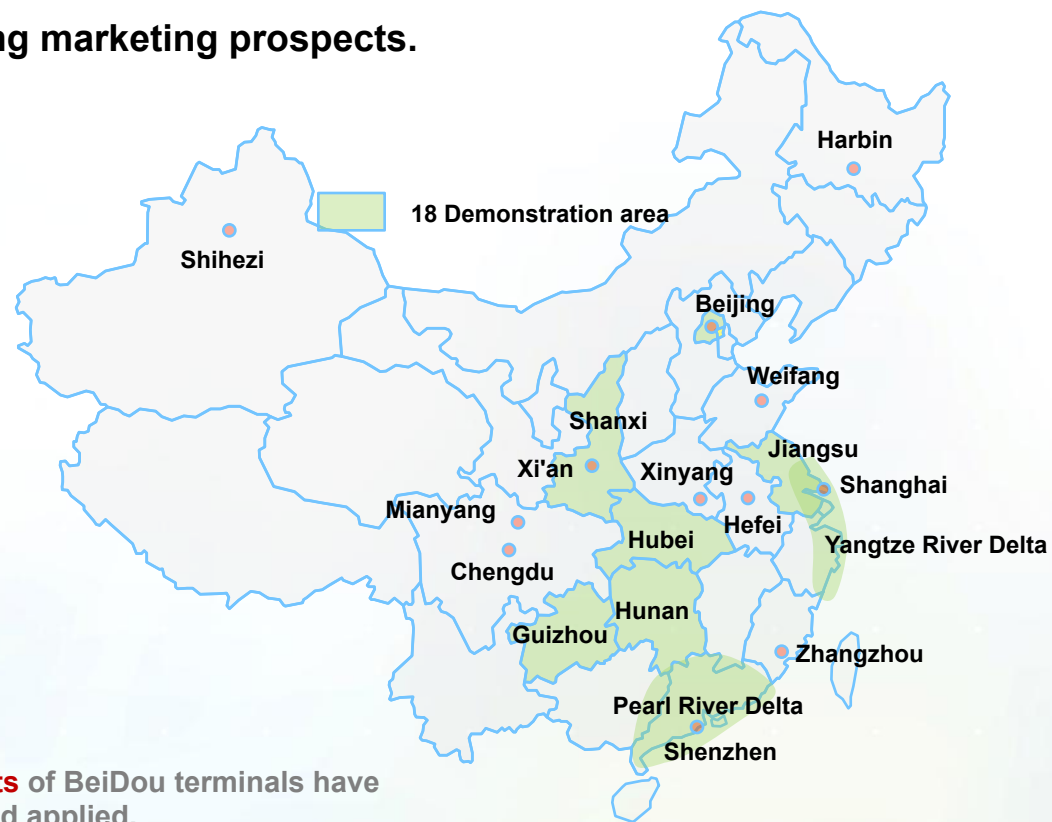 ng marketing prospects.
Harbin
18 Demonstration area
Shihezi
Beijing
Weifang
Shanxi
Jiangsu
Xi'an
Xinyang
Shanghai
Mianyang
Hefei
Hubei
Yangtze River Delta
Chengdu
Hunan
Guizhou
Zhangzhou
Pearl River Delta
Shenzhen
ts of BeiDou terminals have
d applied.